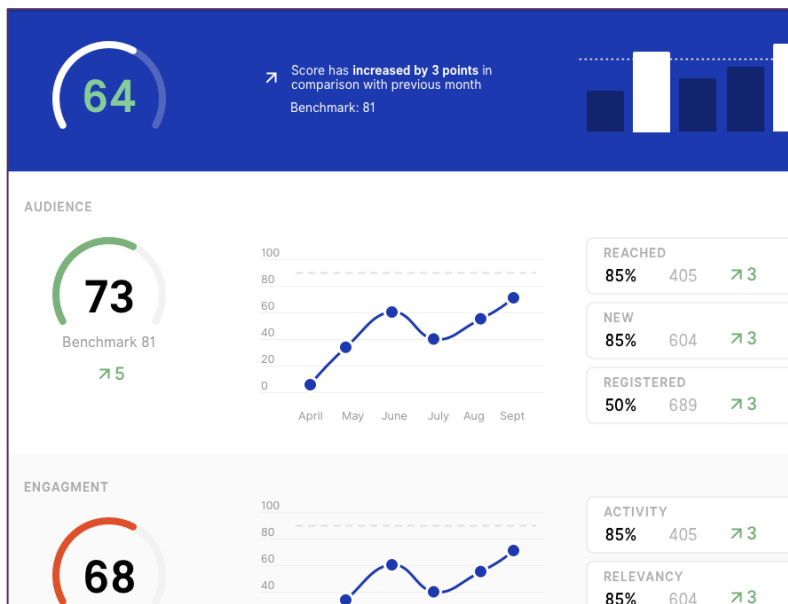 64
Score has increased by 3 points in
comparison with previous month
Benchmark: 81
AUDIENCE
73
Benchmark 81
5
100
80
60
40
20
0
April May June July Aug Sept
REACHED
85% 405 3
NEW
85% 604 3
REGISTERED
50% 689 3
ENGAGMENT
68
100
80
60
40
ACTIVITY
85% 405 3
RELEVANCY
85% 604 3